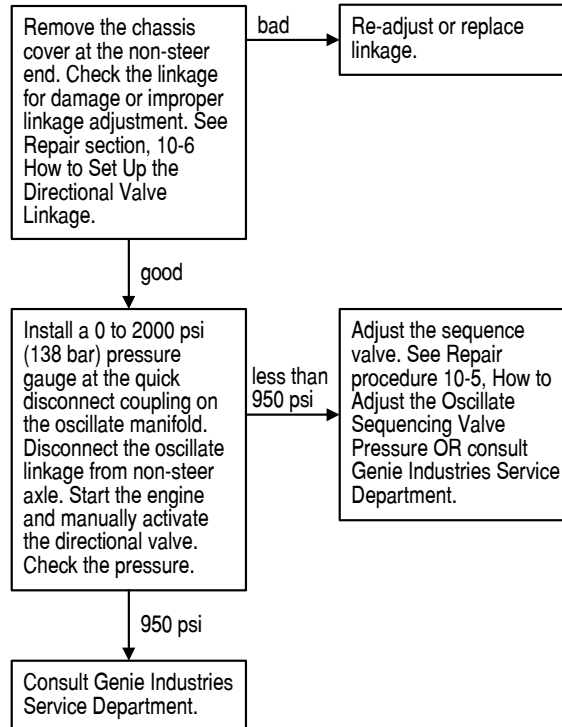 Remove the chassis
cover at the non-steer
end. Check the linkage
for damage or improper
linkage adjustment. See
Repair section, 10-6
How to Set Up the
Directional Valve
Linkage.
bad
Re-adjust or replace
linkage.
good
Install a 0 to 2000 psi
(138 bar) pressure
gauge at the quick
disconnect coupling on
the oscillate manifold.
Disconnect the oscillate
linkage from non-steer
axle. Start the engine
and manually activate
the directional valve.
Check the pressure.
less than
950 psi
Adjust the sequence
valve. See Repair
procedure 10-5, How to
Adjust the Oscillate
Sequencing Valve
Pressure OR consult
Genie Industries Service
Department.
950 psi
Consult Genie Industries
Service Department.